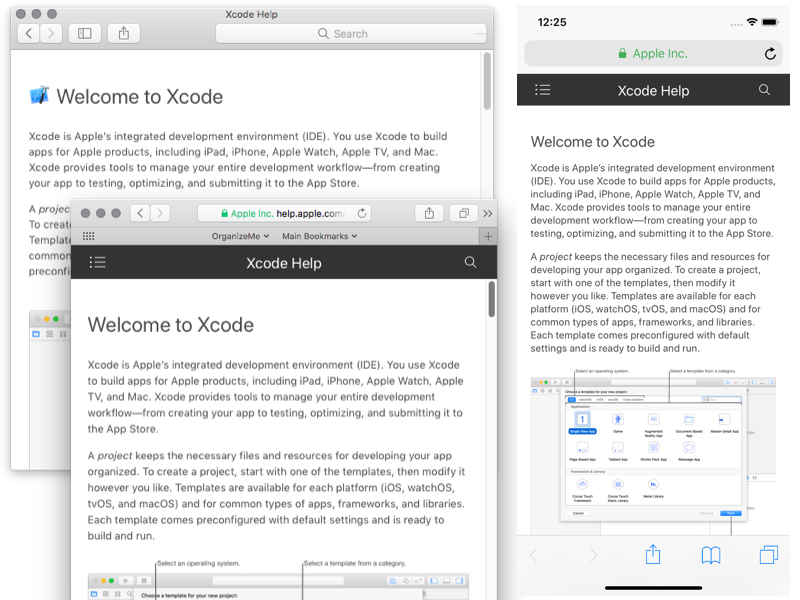 Xcode Help
Search
Welcome to Xcode
Xcode is Apple's integrated development environment (IDE). You use Xcode to build
apps for Apple products, including iPad, iPhone, Apple Watch, Apple TV, and Mac.
Xcode provides tools to manage your entire development workflow—from creating
your app to testing, optimizing, and submitting it to the App Store.
A projec
To create
Templat
common
preconfi
Apple Inc. help.apple.com
OrganizeMe
Main Bookmarks
Xcode Help
Welcome to Xcode
Xcode is Apple's integrated development environment (IDE). You use Xcode
to build apps for Apple products, including iPad, iPhone, Apple Watch, Apple
TV, and Mac. Xcode provides tools to manage your entire development
workflow—from creating your app to testing, optimizing, and submitting it to
the App Store.
A project keeps the necessary files and resources for developing your app
organized. To create a project, start with one of the templates, then modify it
however you like. Templates are available for each platform (iOS, watchOS,
tvOS, and macOS) and for common types of apps, frameworks, and libraries.
Each template comes preconfigured with default settings and is ready to
build and run.
Select an operating system.
Select a template from a category.
Choose a template for your new project:
12:25
Apple Inc.
Xcode Help
Welcome to Xcode
Xcode is Apple's integrated development environment
(IDE). You use Xcode to build apps for Apple products,
including iPad, iPhone, Apple Watch, Apple TV, and
Mac. Xcode provides tools to manage your entire
development workflow—from creating your app to
testing, optimizing, and submitting it to the App Store.
A project keeps the necessary files and resources for
developing your app organized. To create a project,
start with one of the templates, then modify it
however you like. Templates are available for each
platform (iOS, watchOS, tvOS, and macOS) and for
common types of apps, frameworks, and libraries.
Each template comes preconfigured with default
settings and is ready to build and run.
Select an operating system.
Select a template from a category.
Choose a template for your new project:
iOS watchOS tvOS macOS Cross-platform
Application
1
Single View App
Game
Augmented
Reality App
Document Based
App
Master-Detail App
Page-Based App
Tabbed App
Sticker Pack App
iMessage App
Framework & Library
Cocoa Touch
Framework
Cocoa Touch
Static Library
Metal Library
Cancel
Next